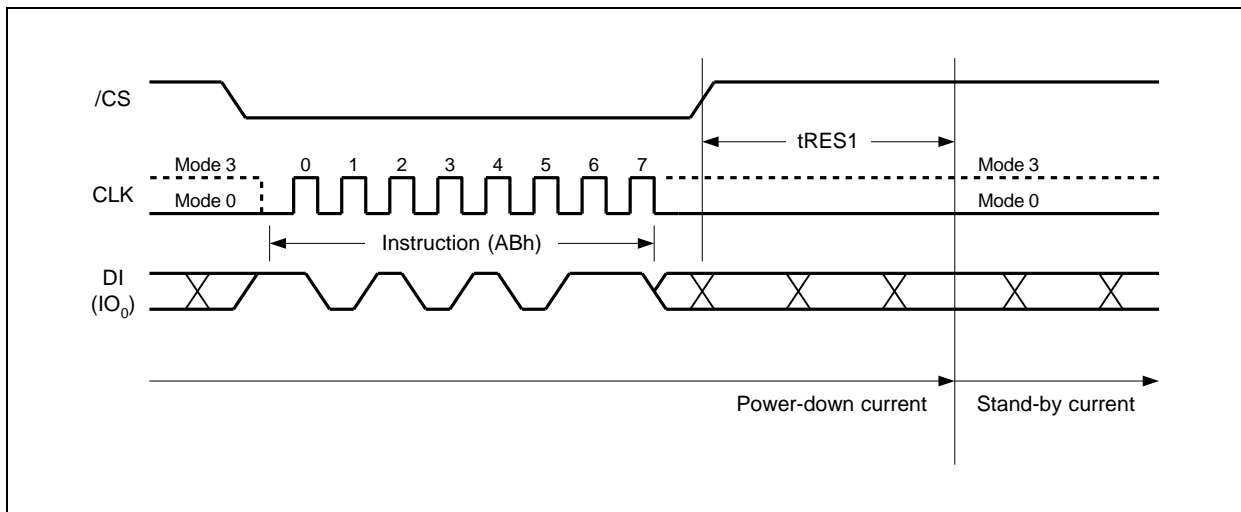 /CS
tRES1
Mode 3 0 1 2 3 4 5 6 7 Mode 3
CLK
Mode 0 Mode 0
Instruction (ABh)
DI
(IO₀)
Power-down current Stand-by current